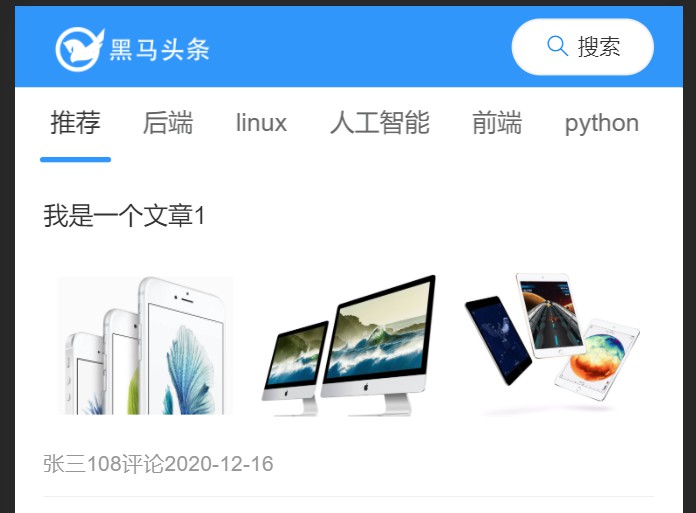 黑马头条 搜索
推荐 后端 linux 人工智能 前端 python
我是一个文章1
张三108评论2020-12-16